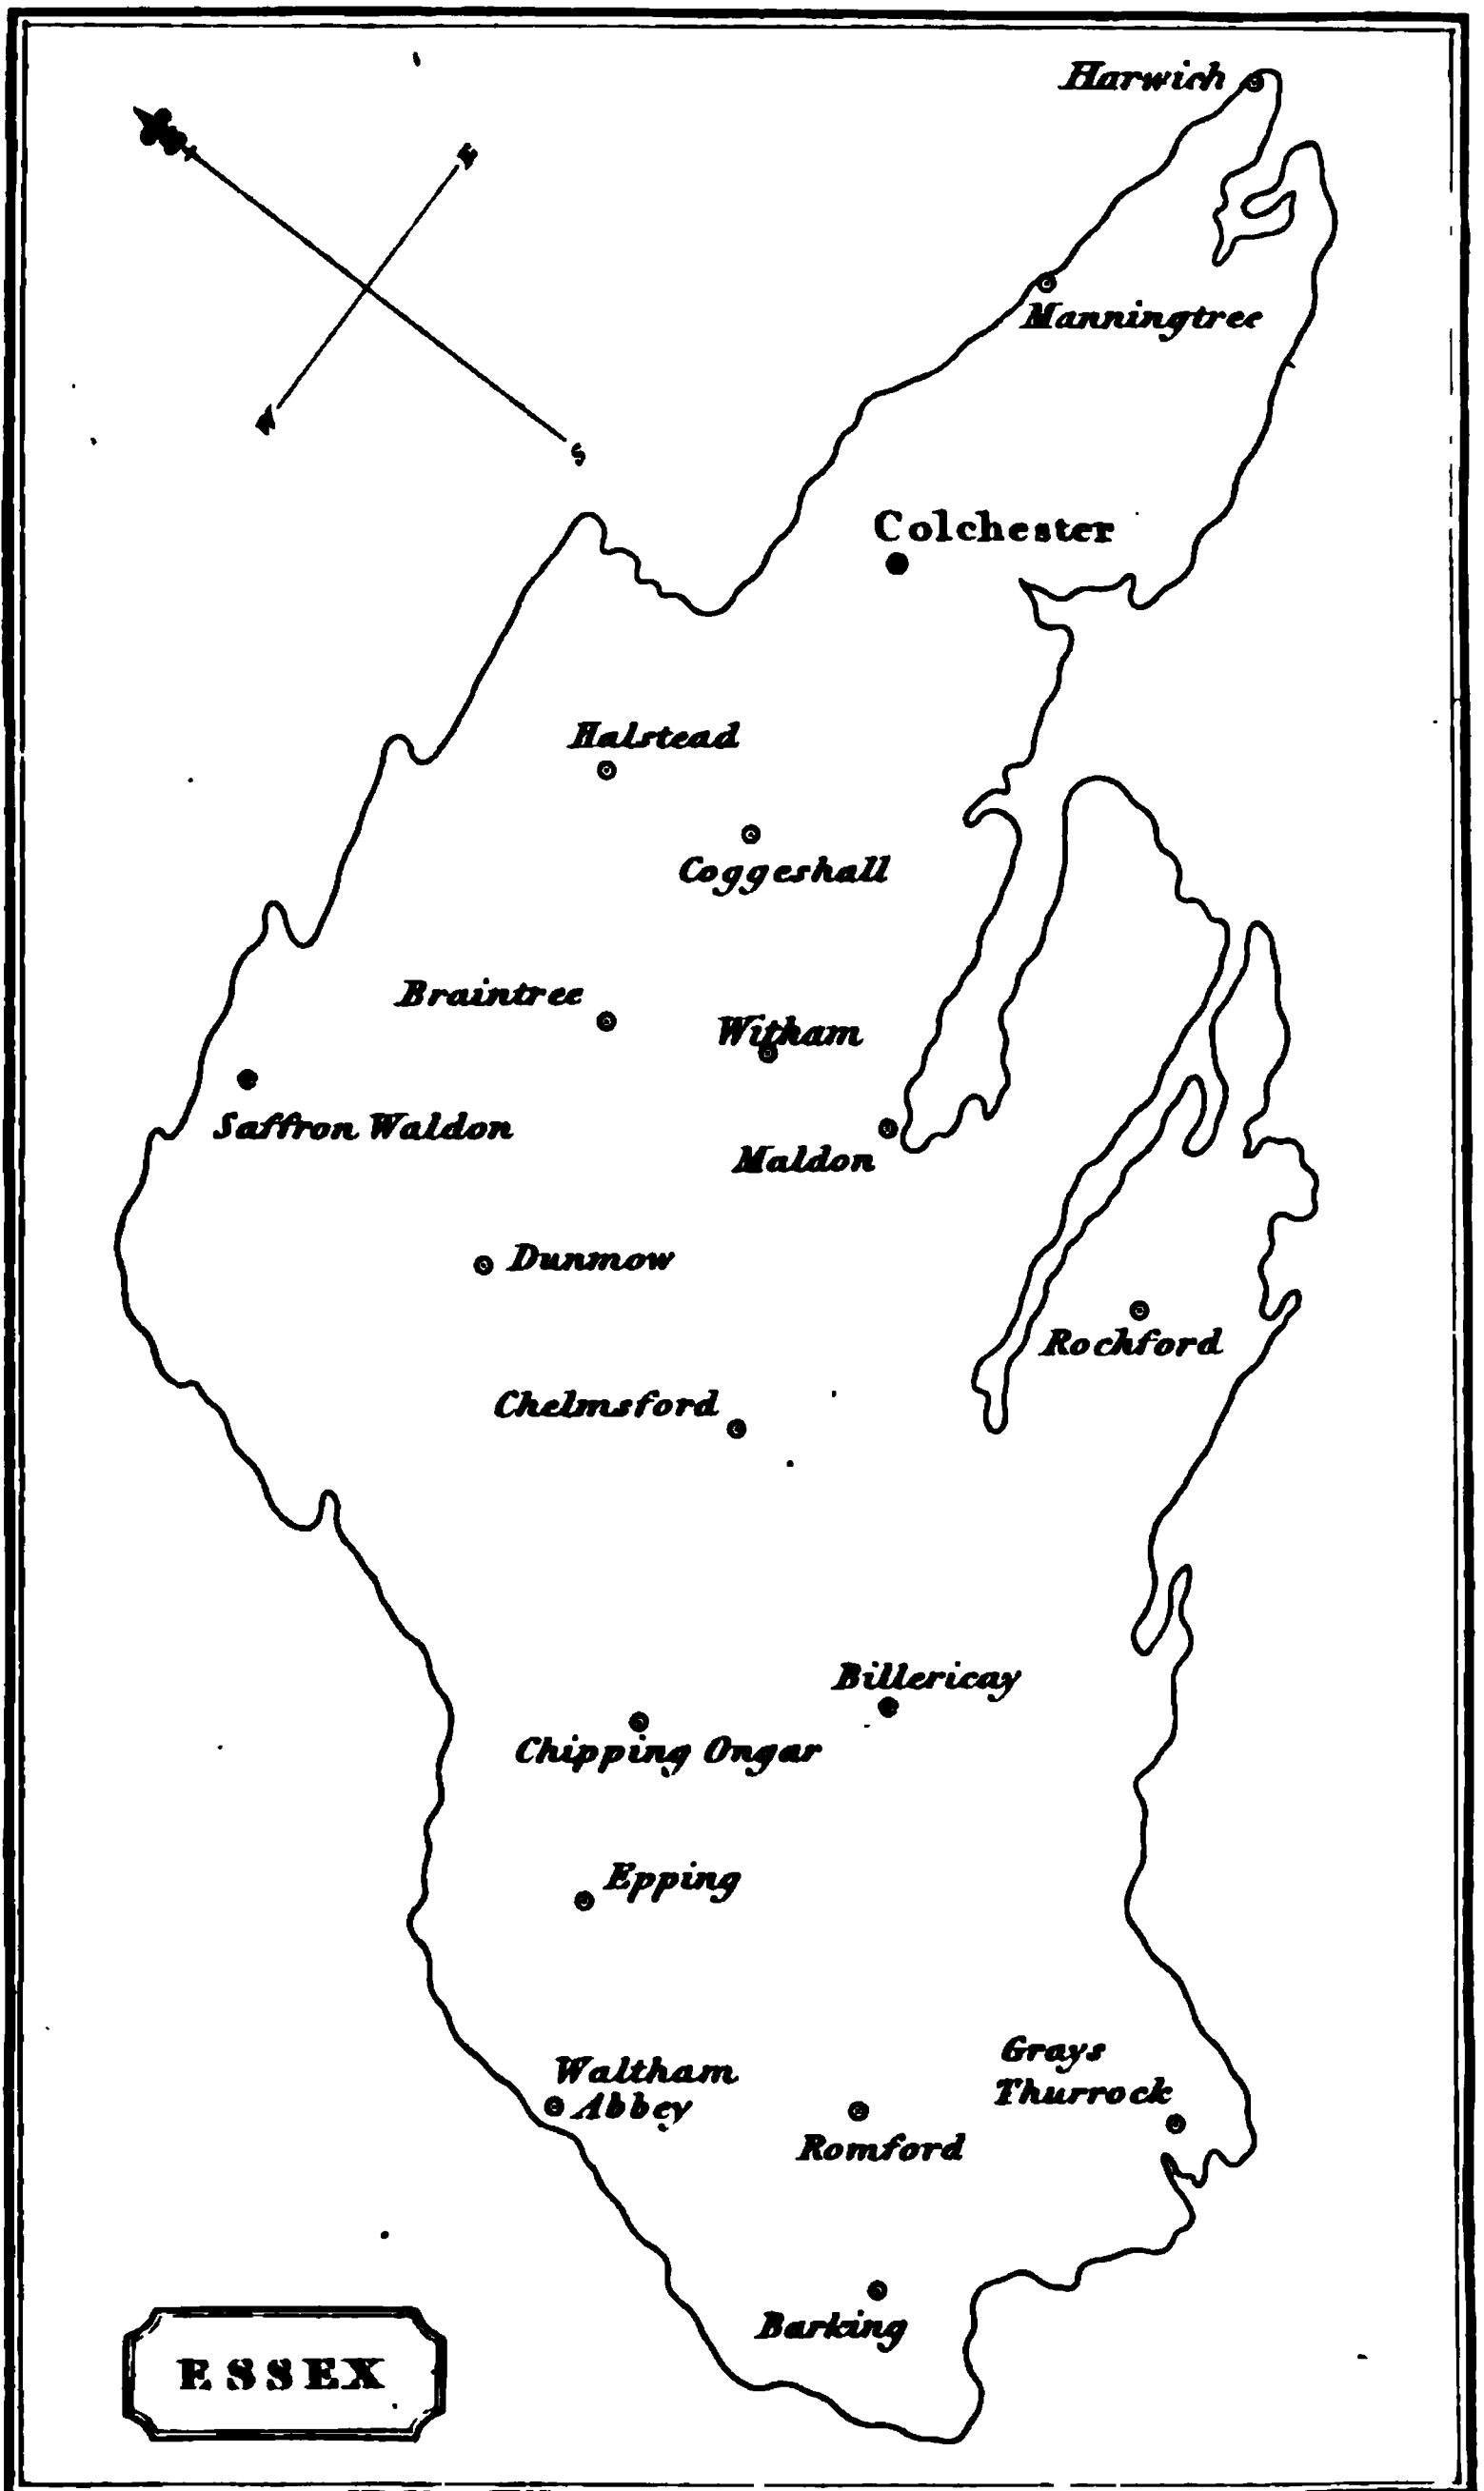 Harwich
Manningtree
S
Colchester
Halstead
Coggeshall
Braintree
Witham
Saffron Waldon
Maldon
Dunmow
Rochford
Chelmsford
Billericay
Chipping Ongar
Epping
Grays
Thurrock
Waltham
Abbey
Romford
Barking
ESSEX